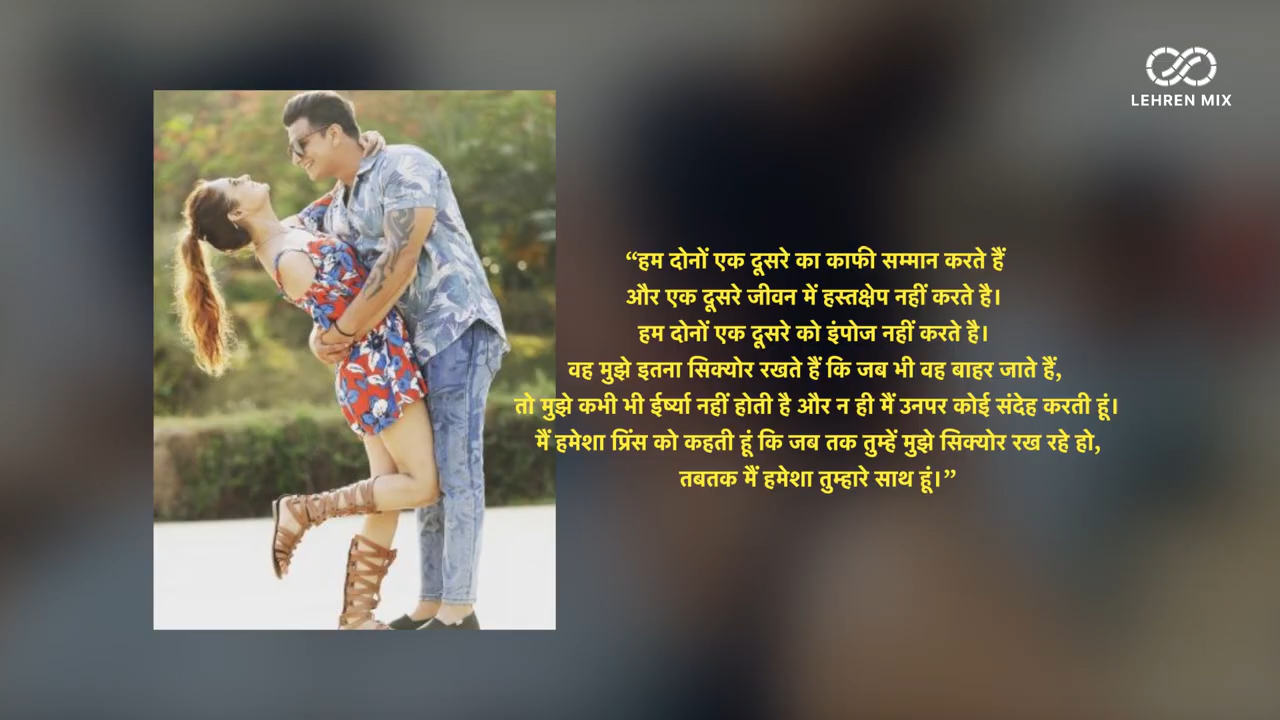 LEHREN MIX
“हम दोनों एक दूसरे का काफी सम्मान करते हैं
और एक दूसरे जीवन में हस्तक्षेप नहीं करते है।
हम दोनों एक दूसरे को इंपोज नहीं करते है।
वह मुझे इतना सिक्योर रखते हैं कि जब भी वह बाहर जाते हैं,
तो मुझे कभी भी ईर्ष्या नहीं होती है और न ही मैं उनपर कोई संदेह करती हूं।
मैं हमेशा प्रिंस को कहती हूं कि जब तक तुम्हें मुझे सिक्योर रख रहे हो,
तबतक मैं हमेशा तुम्हारे साथ हूं।”